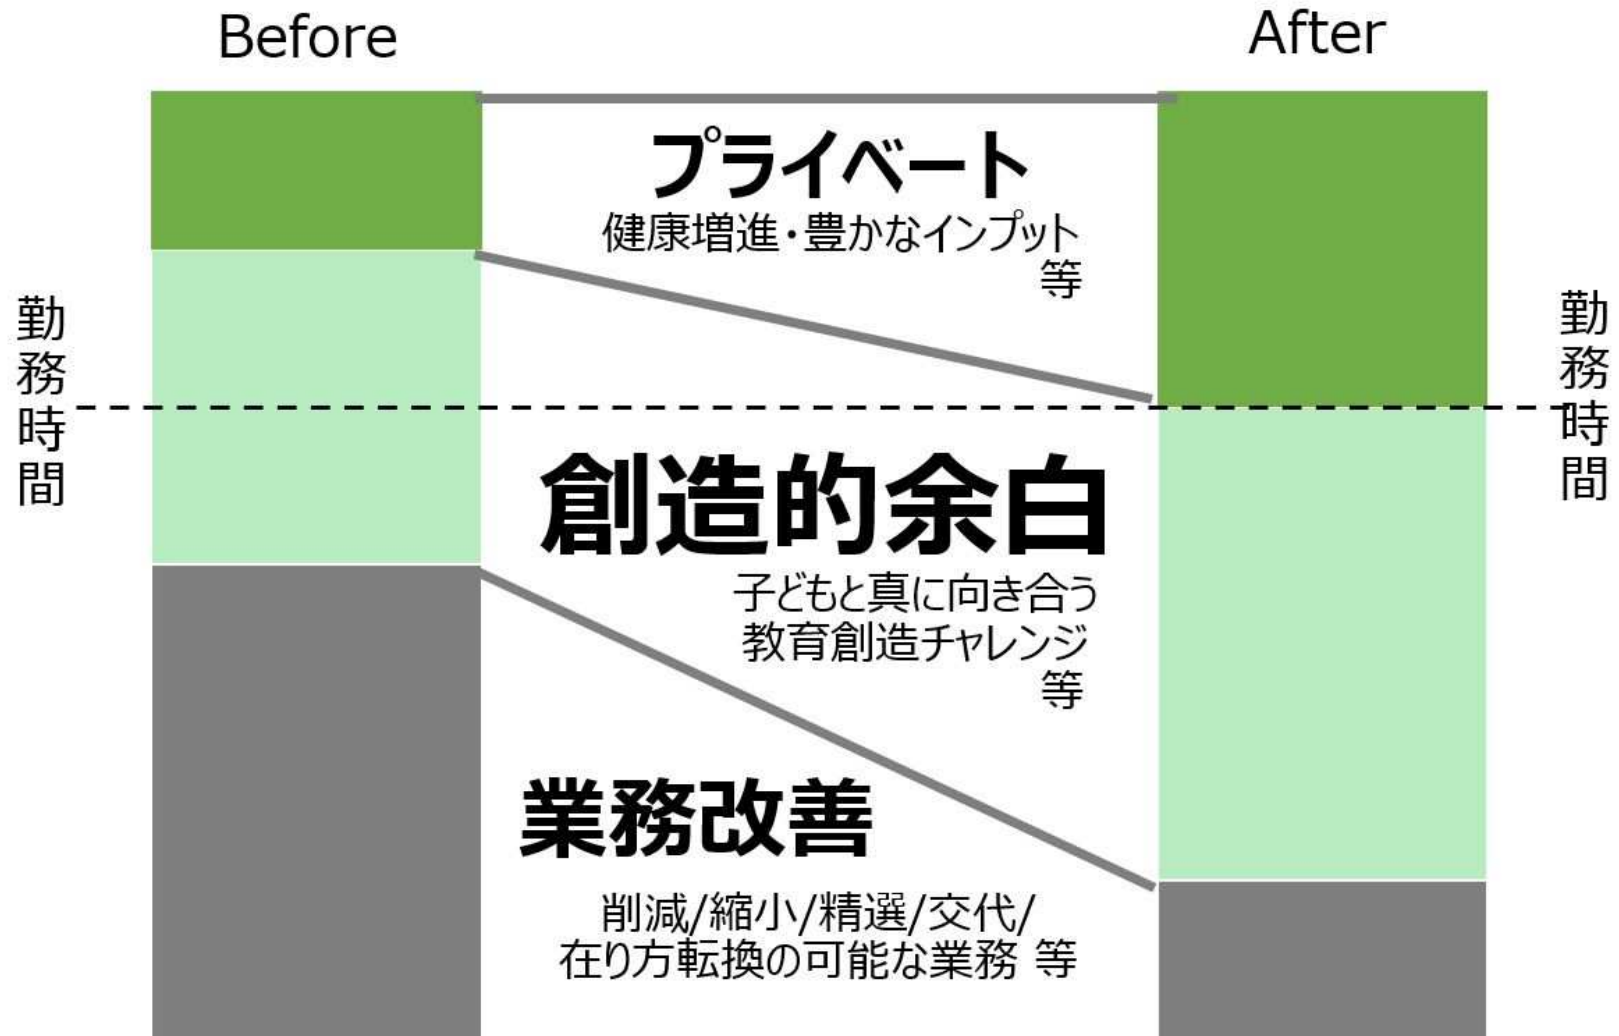 Before
After
プライベート
健康増進・豊かなインプット
等
勤務時間
勤務時間
創造的余白
子どもと真に向き合う
教育創造チャレンジ
等
業務改善
削減/縮小/精選/交代/
在り方転換の可能な業務 等